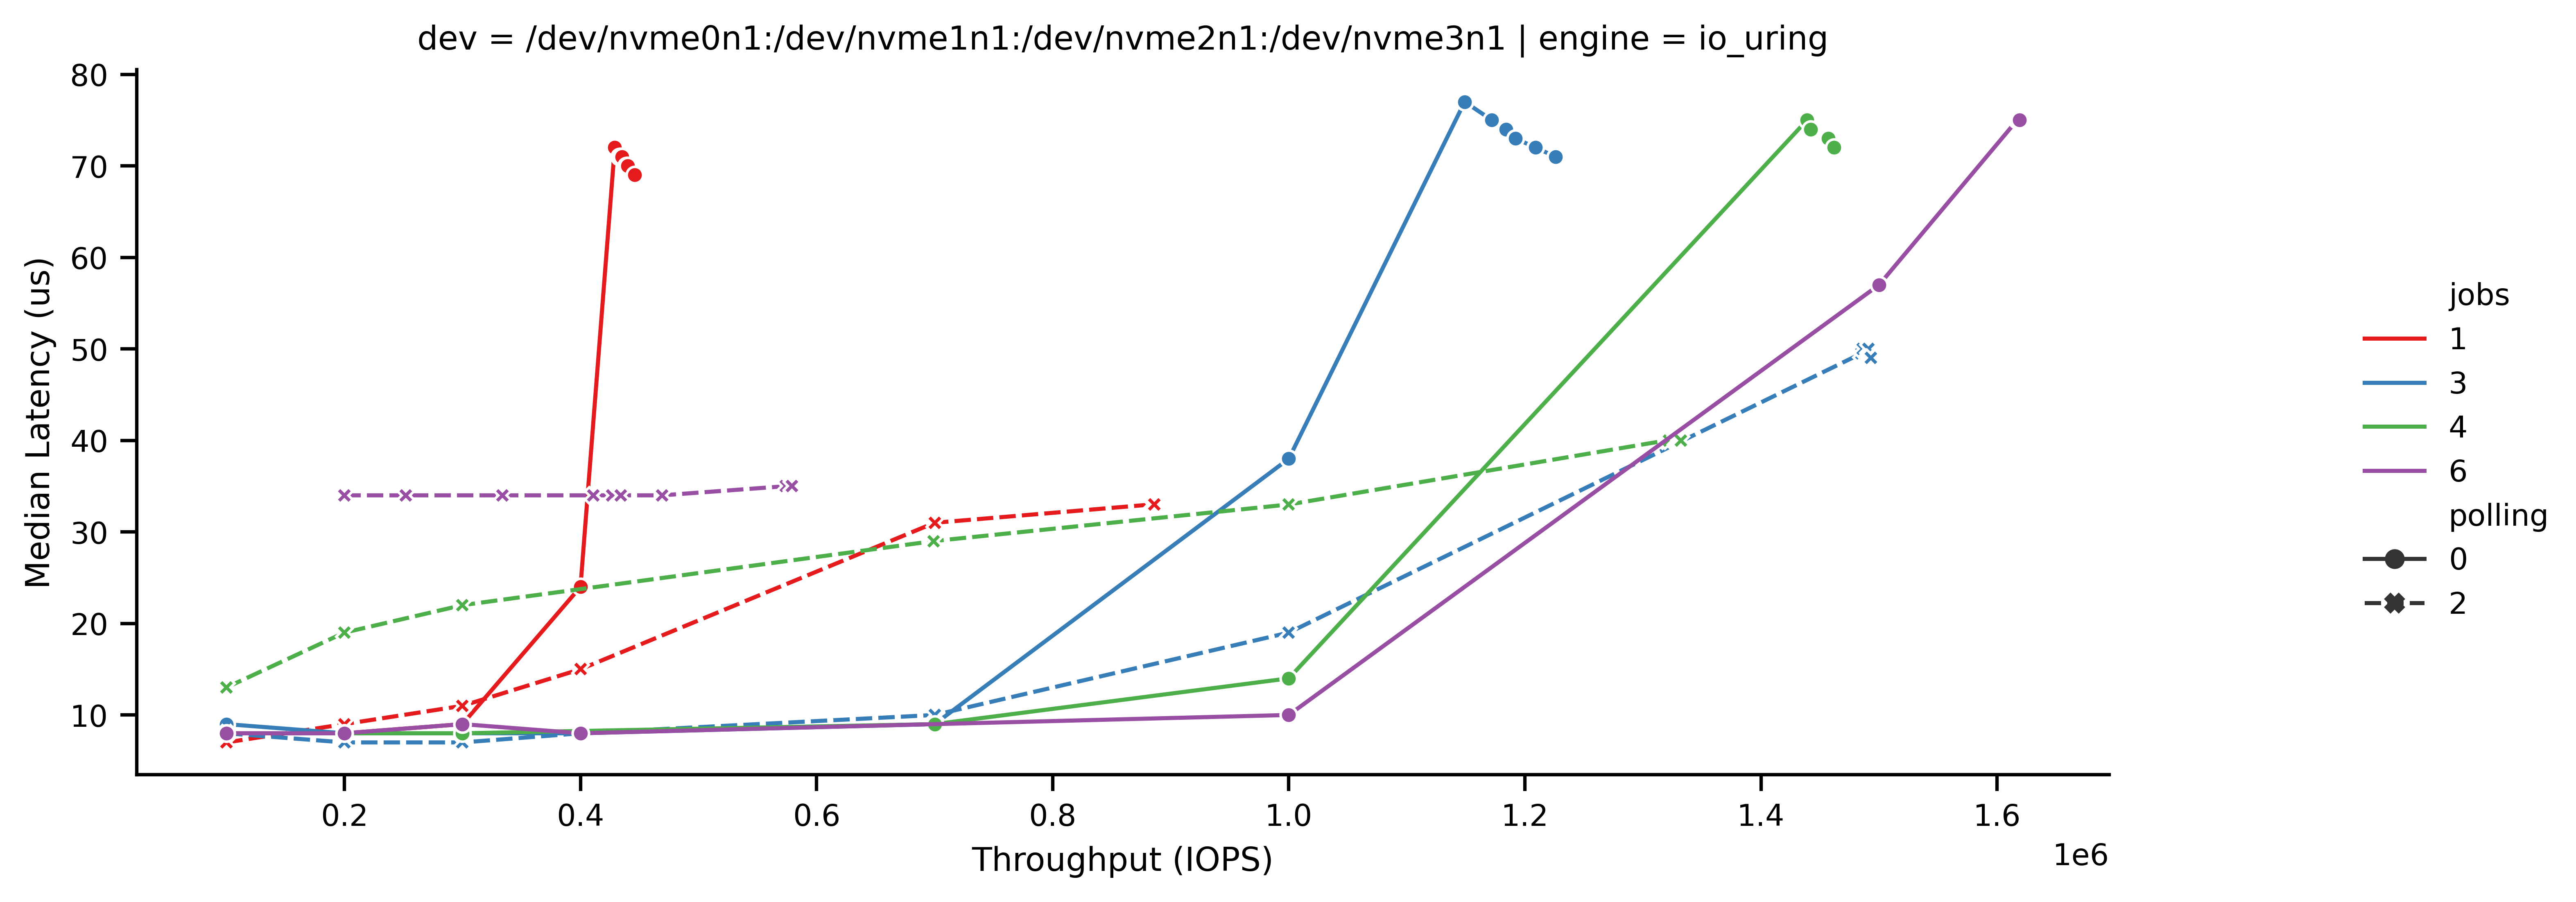 dev = /dev/nvme0n1:/dev/nvme1n1:/dev/nvme2n1:/dev/nvme3n1 | engine = io_uring
80
70
60
50
40
30
20
10
Median Latency (us)
0.2 0.4 0.6 0.8 1.0 1.2 1.4 1.6
1e6
Throughput (IOPS)
jobs
1
3
4
6
polling
0
2